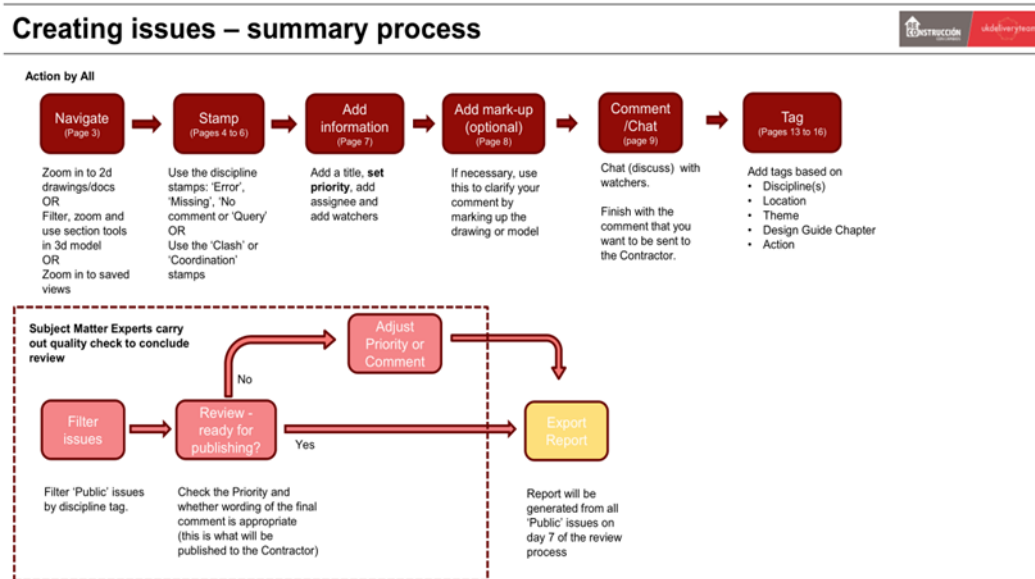 Creating issues – summary process
RE
CONSTRUCCIÓN
ukdeliveryteam
Action by All
Navigate
(Page 3)
Stamp
(Pages 4 to 6)
Add
information
(Page 7)
Add mark-up
(optional)
(Page 8)
Comment
/Chat
(page 9)
Tag
(Pages 13 to 16)
Zoom in to 2d
drawings/docs
OR
Filter, zoom and
use section tools
in 3d model
OR
Zoom in to saved
views
Use the discipline
stamps: 'Error',
'Missing', 'No
comment or 'Query'
OR
Use the 'Clash' or
'Coordination'
stamps
Add a title, set
priority, add
assignee and
add watchers
If necessary, use
this to clarify your
comment by
marking up the
drawing or model
Chat (discuss) with
watchers.
Finish with the
comment that you
want to be sent to
the Contractor.
Add tags based on
• Discipline(s)
• Location
• Theme
• Design Guide Chapter
• Action
Subject Matter Experts carry
out quality check to conclude
review
Adjust
Priority or
Comment
No
Filter
issues
Review -
ready for
publishing?
Yes
Export
Report
Filter 'Public' issues
by discipline tag.
Check the Priority and
whether wording of the final
comment is appropriate
(this is what will be
published to the Contractor)
Report will be
generated from all
'Public' issues on
day 7 of the review
process